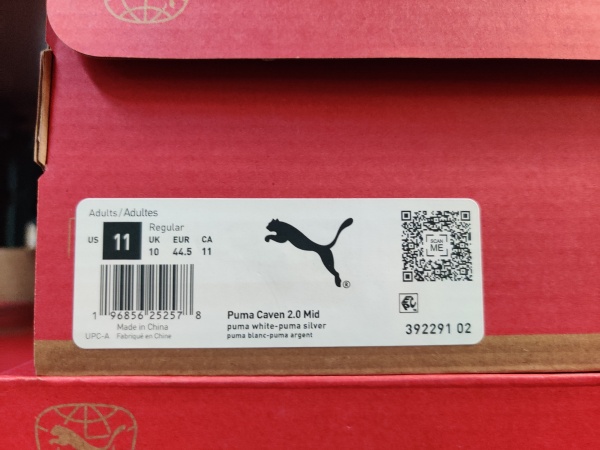 Adults/Adultes
Regular
US 11 UK EUR CA
10 44.5 11
SCAN ME
®
1 96856 25257 8
Made in China
UPC-A Fabriqué en Chine
Puma Caven 2.0 Mid
puma white-puma silver
puma blanc-puma argent
392291 02